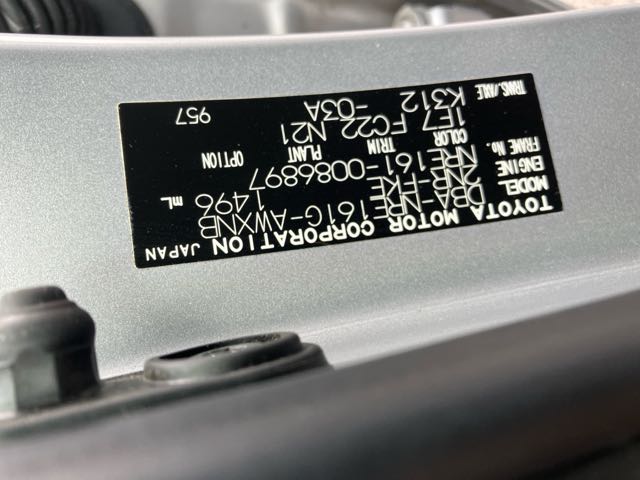 TOYOTA MOTOR CORPORATION JAPAN
MODEL DBA-NRE161G-AWXNB
ENGINE 2NR-FKE 1496 mL
FRAME No. NRE161-0086897
COLOR TRIM PLANT OPTION
1E7 FC22 N21
TRANS./AXLE K312 -03A
957